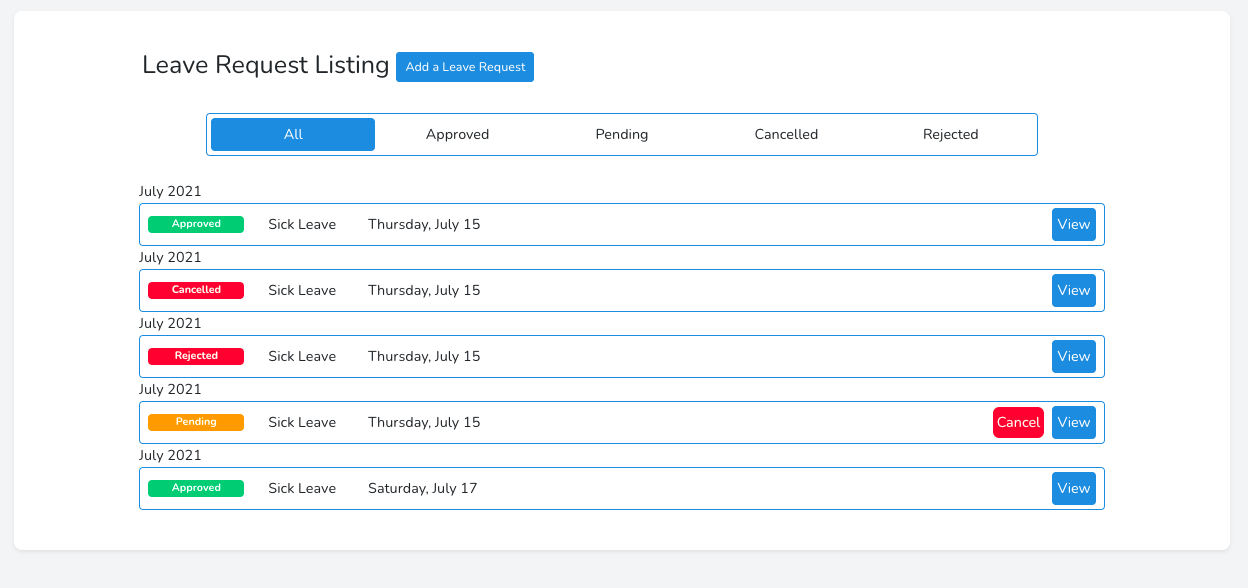 Leave Request Listing Add a Leave Request
All Approved Pending Cancelled Rejected
July 2021
Approved Sick Leave Thursday, July 15 View
July 2021
Cancelled Sick Leave Thursday, July 15 View
July 2021
Rejected Sick Leave Thursday, July 15 View
July 2021
Pending Sick Leave Thursday, July 15 Cancel View
July 2021
Approved Sick Leave Saturday, July 17 View